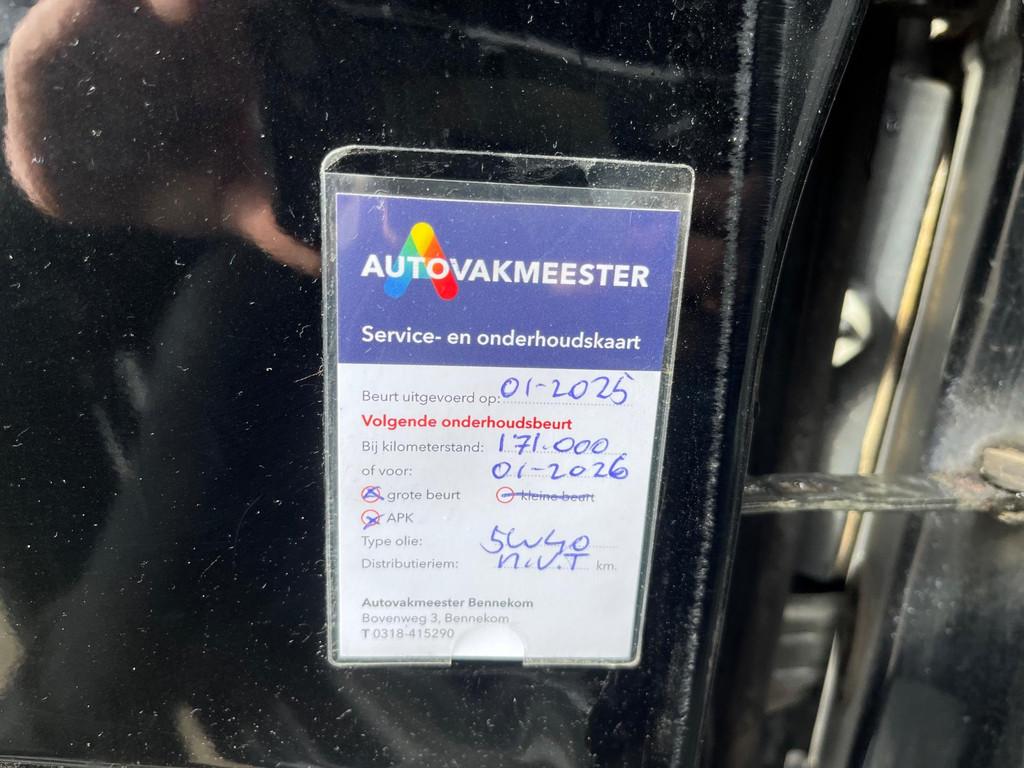 AUTOVAKMEESTER
Service- en onderhoudskaart
Beurt uitgevoerd op: 01-2025
Volgende onderhoudsbeurt
Bij kilometerstand: 171.000
of voor: 01-2026
grote beurt kleine beurt
APK
Type olie: 5W40
Distributieriem: n.v.T km.
Autovakmeester Bennekom
Bovenweg 3, Bennekom
T 0318-415290